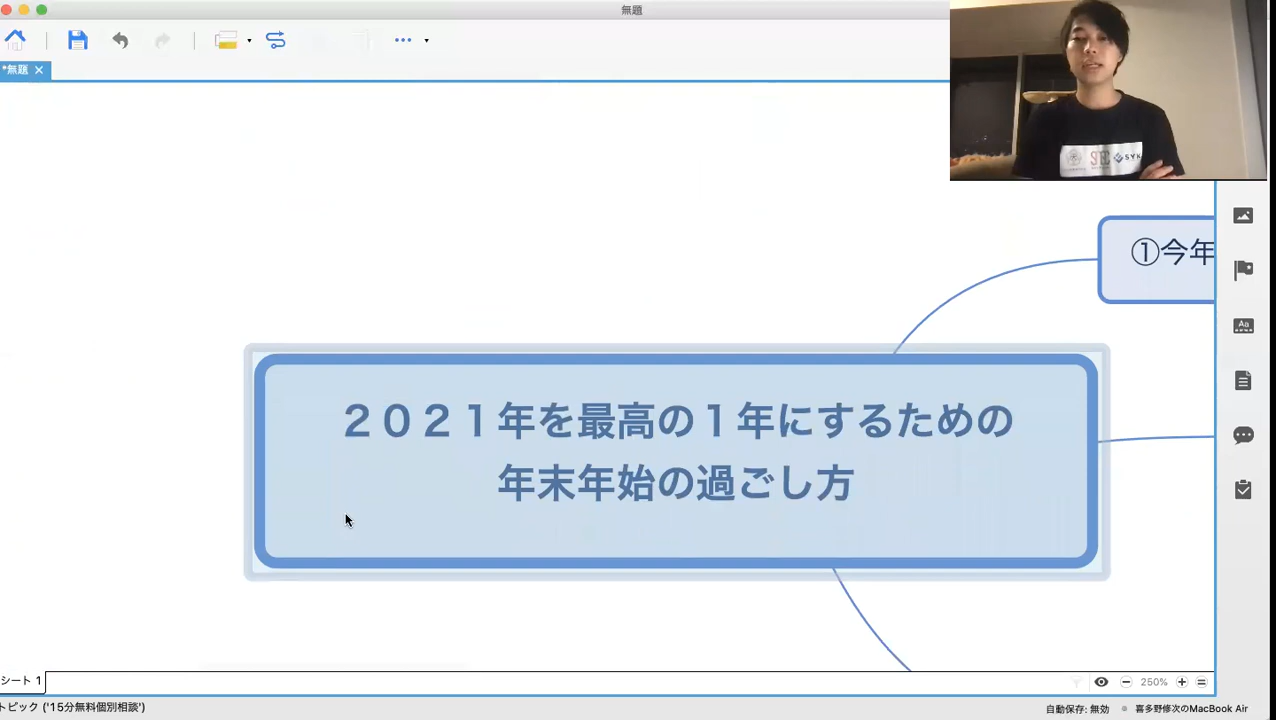 無題
*無題
SYK
①今年
２０２１年を最高の１年にするための
年末年始の過ごし方
シート 1
250%
トピック ('15分無料個別相談')
自動保存: 無効
喜多野修次のMacBook Air